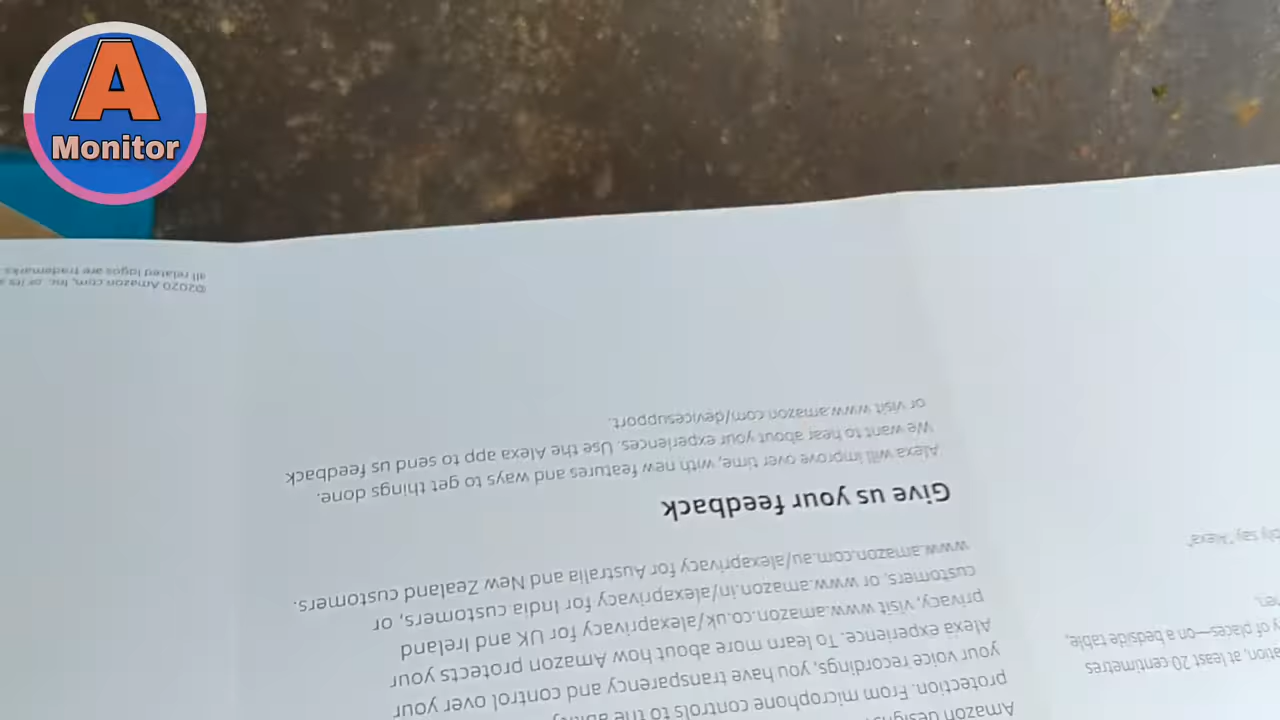 A
Monitor
Amazon designs
protection. From microphone controls to the
your voice recordings, you have transparency and control over your
Alexa experience. To learn more about how Amazon protects your
privacy, visit www.amazon.co.uk/alexaprivacy for UK and Ireland
customers, or www.amazon.in/alexaprivacy for India customers, or
www.amazon.com.au/alexaprivacy for Australia and New Zealand customers.
Give us your feedback
Alexa will improve over time, with new features and ways to get things done.
We want to hear about your experiences. Use the Alexa app to send us feedback
or visit www.amazon.com/devicesupport.
at least 20 centimetres
of places—on a bedside table,
say "Alexa"
©2020 Amazon.com, Inc. or its
all related logos are trademarks